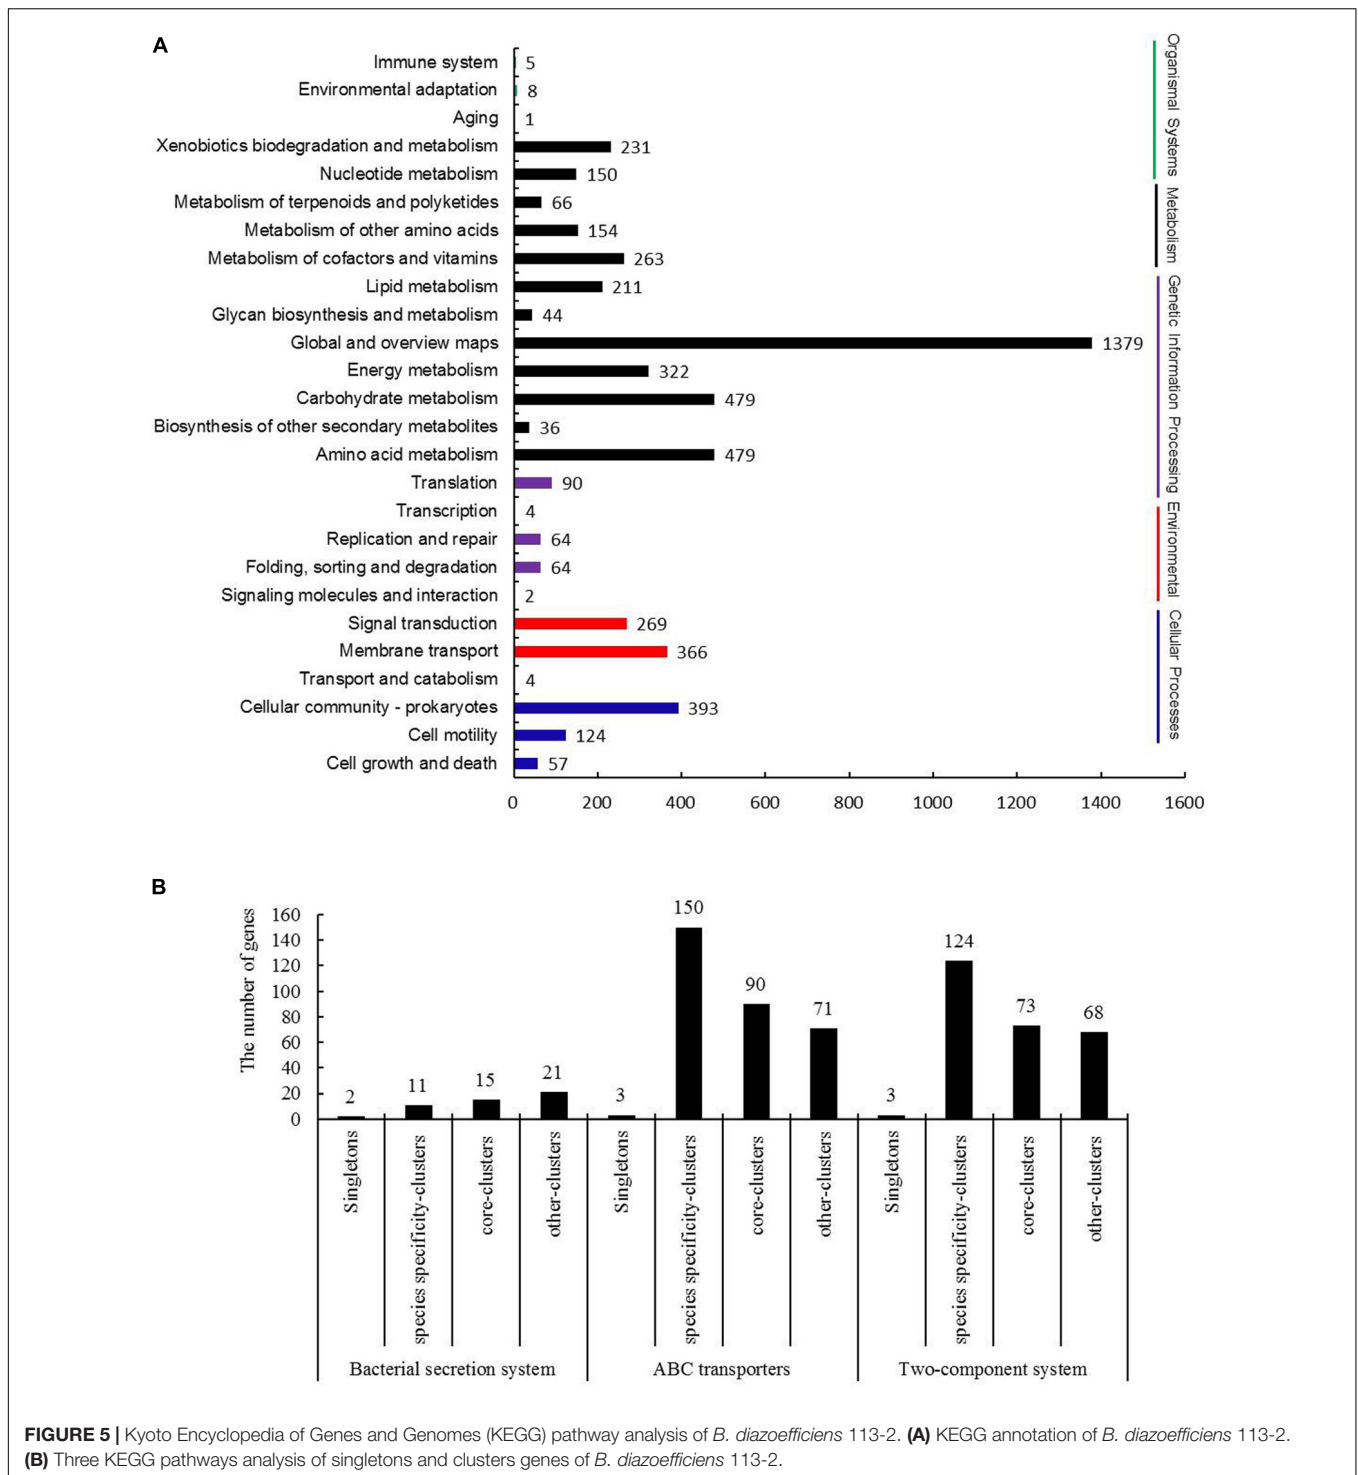 A
Immune system 5
Environmental adaptation 8
Aging 1
Xenobiotics biodegradation and metabolism 231
Nucleotide metabolism 150
Metabolism of terpenoids and polyketides 66
Metabolism of other amino acids 154
Metabolism of cofactors and vitamins 263
Lipid metabolism 211
Glycan biosynthesis and metabolism 44
Global and overview maps 1379
Energy metabolism 322
Carbohydrate metabolism 479
Biosynthesis of other secondary metabolites 36
Amino acid metabolism 479
Translation 90
Transcription 4
Replication and repair 64
Folding, sorting and degradation 64
Signaling molecules and interaction 2
Signal transduction 269
Membrane transport 366
Transport and catabolism 4
Cellular community - prokaryotes 393
Cell motility 124
Cell growth and death 57
0 200 400 600 800 1000 1200 1400 1600
Organismal Systems
Metabolism
Genetic Information Processing
Environmental
Cellular Processes
B
The number of genes
160
140
120
100
80
60
40
20
0
2 11 15 21 3 150 90 71 3 124 73 68
Singletons
species specificity-clusters
core-clusters
other-clusters
Singletons
species specificity-clusters
core-clusters
other-clusters
Singletons
species specificity-clusters
core-clusters
other-clusters
Bacterial secretion system ABC transporters Two-component system
FIGURE 5 | Kyoto Encyclopedia of Genes and Genomes (KEGG) pathway analysis of B. diazoefficiens 113-2. (A) KEGG annotation of B. diazoefficiens 113-2.
(B) Three KEGG pathways analysis of singletons and clusters genes of B. diazoefficiens 113-2.